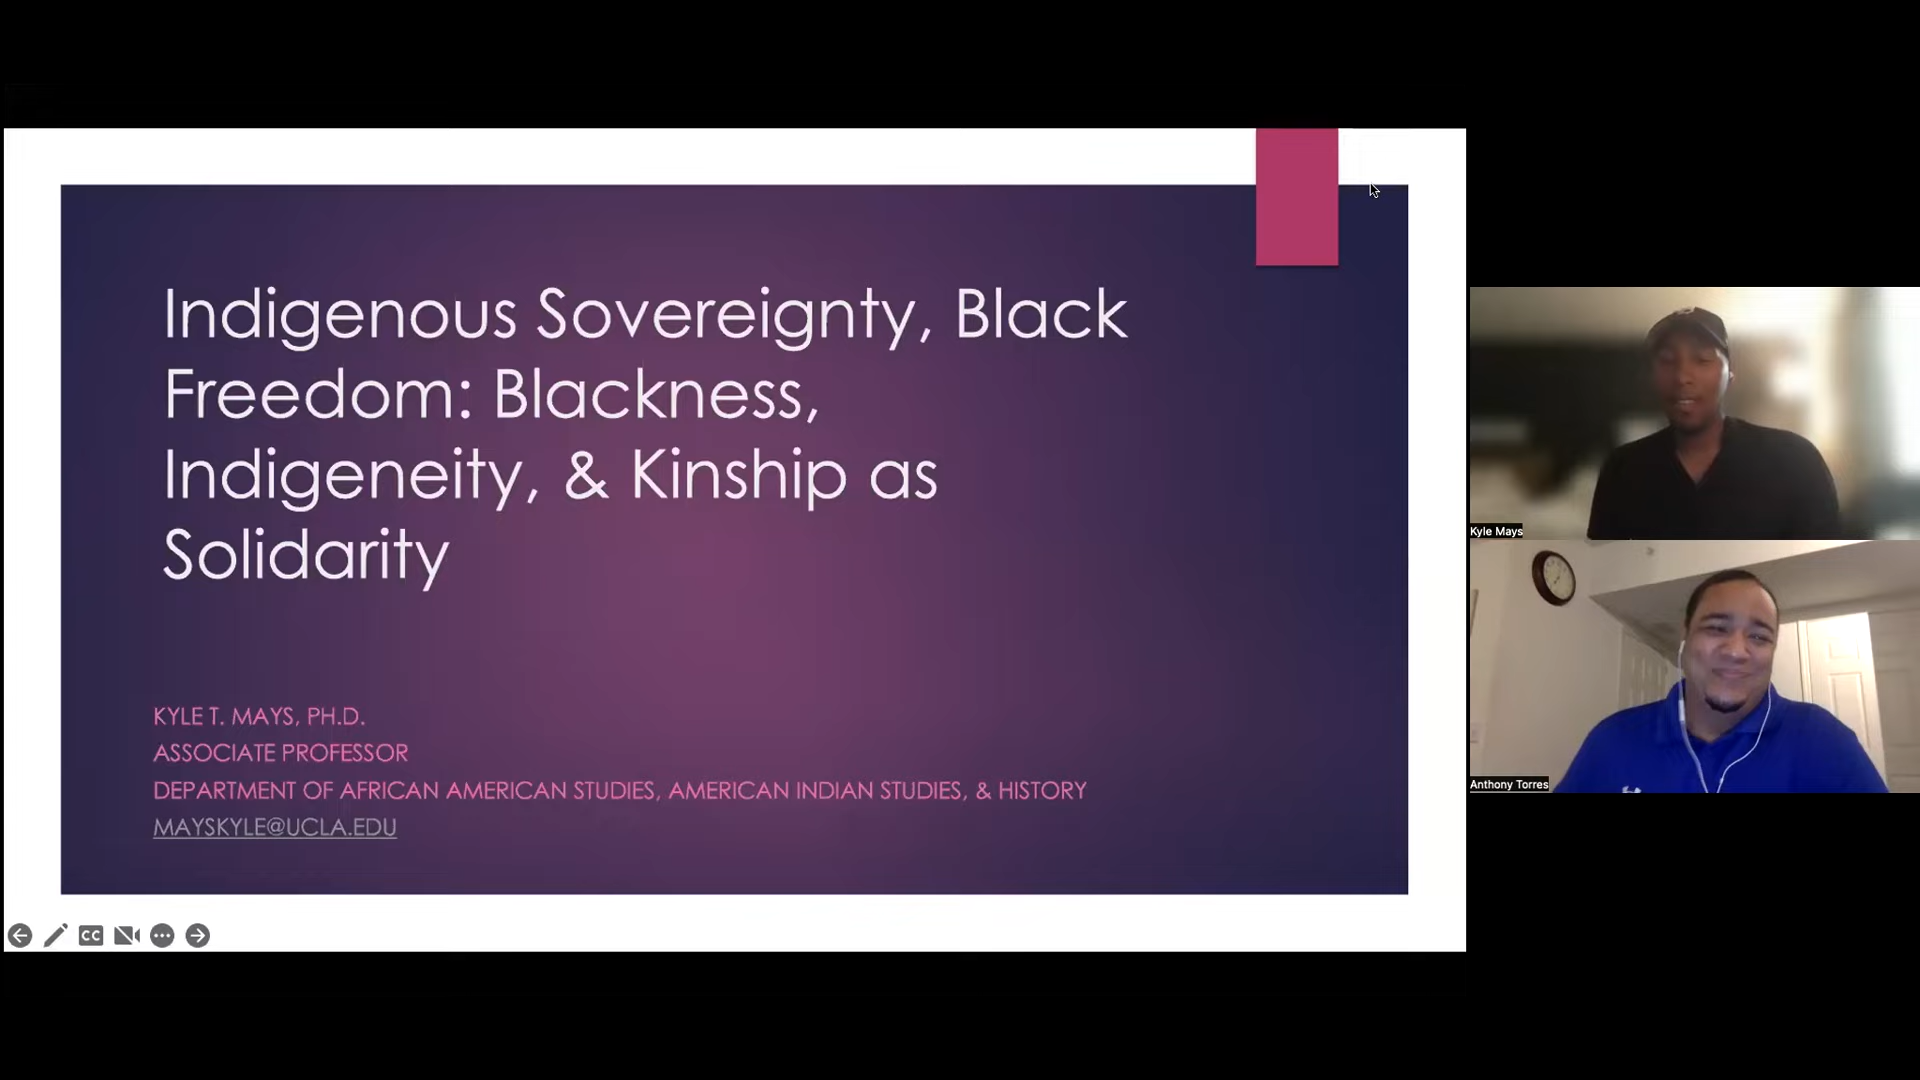 Indigenous Sovereignty, Black
Freedom: Blackness,
Indigeneity, & Kinship as
Solidarity
KYLE T. MAYS, PH.D.
ASSOCIATE PROFESSOR
DEPARTMENT OF AFRICAN AMERICAN STUDIES, AMERICAN INDIAN STUDIES, & HISTORY
MAYSKYLE@UCLA.EDU
CC
Kyle Mays
Anthony Torres